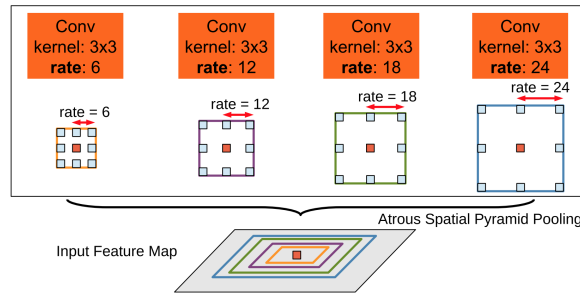 Conv
kernel: 3x3
rate: 6
Conv
kernel: 3x3
rate: 12
Conv
kernel: 3x3
rate: 18
Conv
kernel: 3x3
rate: 24
rate = 6
rate = 12
rate = 18
rate = 24
Atrous Spatial Pyramid Pooling
Input Feature Map